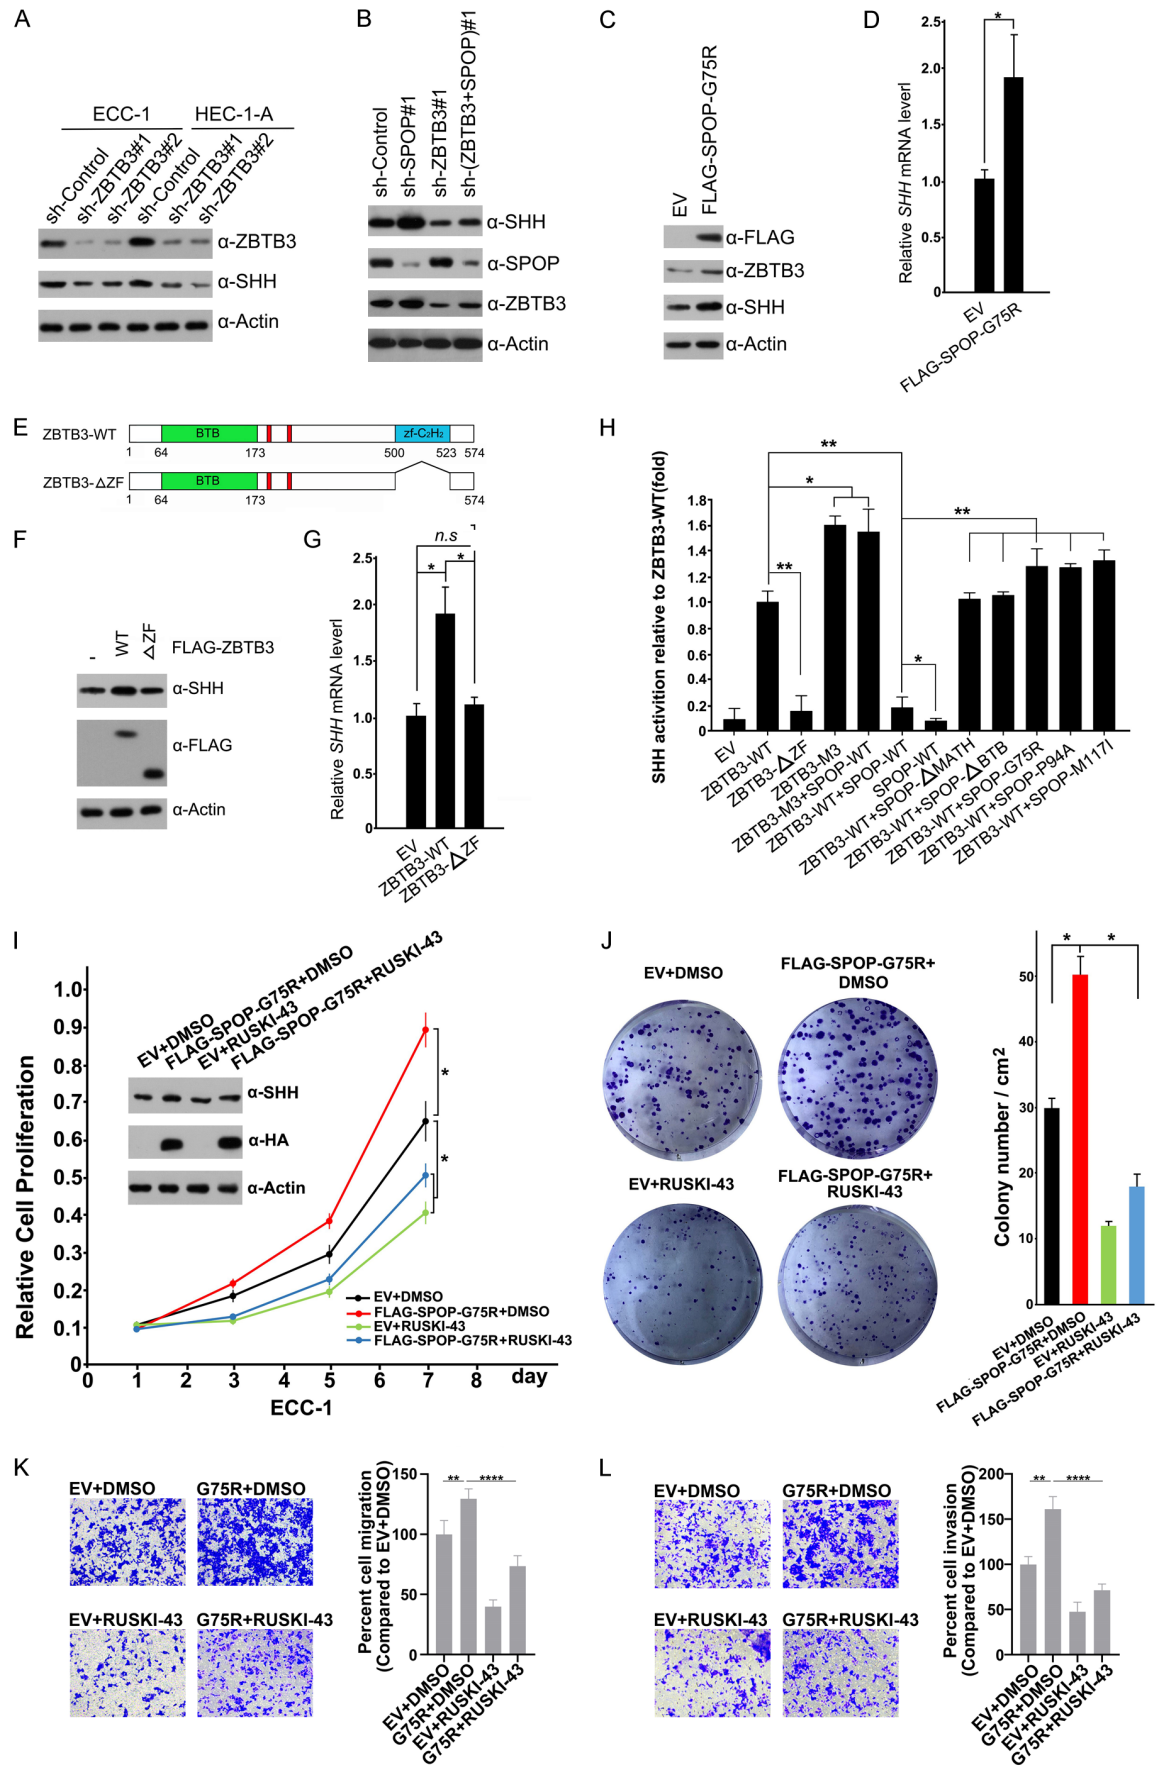 A
ECC-1
HEC-1-A
sh-Control
sh-ZBTB3#1
sh-ZBTB3#2
sh-Control
sh-ZBTB3#1
sh-ZBTB3#2
α-ZBTB3
α-SHH
α-Actin
B
sh-Control
sh-SPOP#1
sh-ZBTB3#1
sh-(ZBTB3+SPOP)#1
α-SHH
α-SPOP
α-ZBTB3
α-Actin
C
EV
FLAG-SPOP-G75R
α-FLAG
α-ZBTB3
α-SHH
α-Actin
D
Relative SHH mRNA leverl
2.5
2.0
1.5
1.0
0.5
0
*
EV
FLAG-SPOP-G75R
E
ZBTB3-WT
BTB
zf-C2H2
1 64 173 500 523 574
ZBTB3-ΔZF
BTB
1 64 173 574
F
-
WT
ΔZF
FLAG-ZBTB3
α-SHH
α-FLAG
α-Actin
G
Relative SHH mRNA leverl
2.5
2.0
1.5
1.0
0.5
0
n.s
*
*
EV
ZBTB3-WT
ZBTB3-ΔZF
H
SHH activation relative to ZBTB3-WT(fold)
1.8
1.6
1.4
1.2
1.0
0.8
0.6
0.4
0.2
0
**
*
**
**
*
EV
ZBTB3-WT
ZBTB3-ΔZF
ZBTB3-M3
ZBTB3-M3+SPOP-WT
ZBTB3-WT+SPOP-WT
SPOP-WT
ZBTB3-WT+SPOP-ΔMATH
ZBTB3-WT+SPOP-ΔBTB
ZBTB3-WT+SPOP-G75R
ZBTB3-WT+SPOP-P94A
ZBTB3-WT+SPOP-M117I
I
Relative Cell Proliferation
1.0
0.9
0.8
0.7
0.6
0.5
0.4
0.3
0.2
0.1
0
EV+DMSO
FLAG-SPOP-G75R+DMSO
EV+RUSKI-43
FLAG-SPOP-G75R+RUSKI-43
α-SHH
α-HA
α-Actin
*
*
EV+DMSO
FLAG-SPOP-G75R+DMSO
EV+RUSKI-43
FLAG-SPOP-G75R+RUSKI-43
0 1 2 3 4 5 6 7 8 day
ECC-1
J
EV+DMSO
FLAG-SPOP-G75R+
DMSO
EV+RUSKI-43
FLAG-SPOP-G75R+
RUSKI-43
Colony number / cm2
50
40
30
20
10
0
*
*
EV+DMSO
FLAG-SPOP-G75R+DMSO
EV+RUSKI-43
FLAG-SPOP-G75R+RUSKI-43
K
EV+DMSO
G75R+DMSO
EV+RUSKI-43
G75R+RUSKI-43
Percent cell migration
(Compared to EV+DMSO)
150
100
50
0
**
****
EV+DMSO
G75R+DMSO
EV+RUSKI-43
G75R+RUSKI-43
L
EV+DMSO
G75R+DMSO
EV+RUSKI-43
G75R+RUSKI-43
Percent cell invasion
(Compared to EV+DMSO)
200
150
100
50
0
**
****
EV+DMSO
G75R+DMSO
EV+RUSKI-43
G75R+RUSKI-43